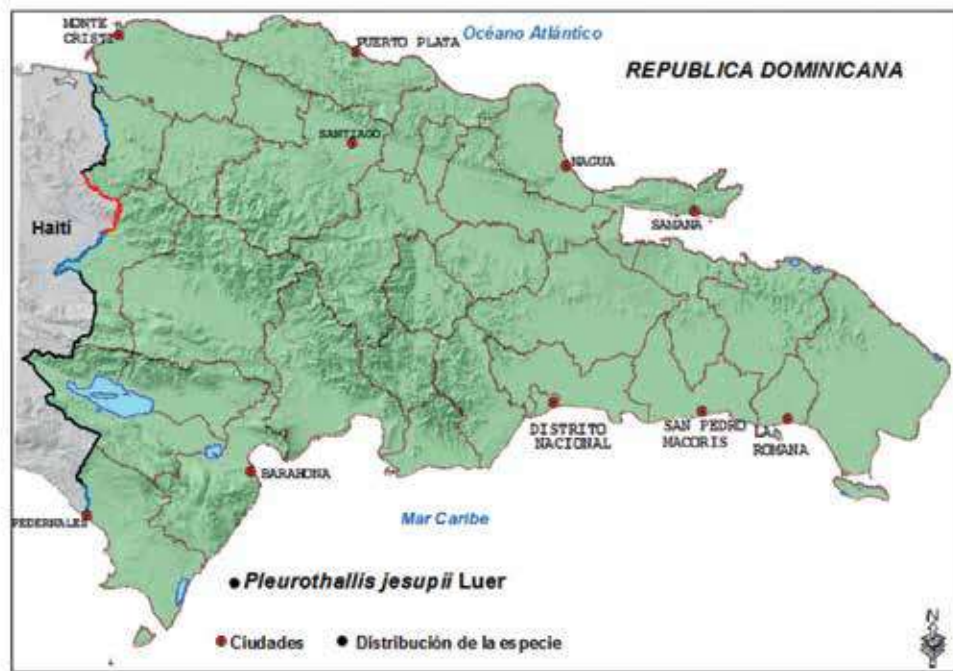 MONTE
CRISTI
PUERTO PLATA
Océano Atlántico
REPUBLICA DOMINICANA
SANTIAGO
NAGUA
SAMANA
Haití
DISTRITO
NACIONAL
SAN PEDRO
MACORIS
LA
ROMANA
BARAHONA
PEDERNALES
Mar Caribe
Pleurothallis jesupii Luer
Ciudades
Distribución de la especie
N